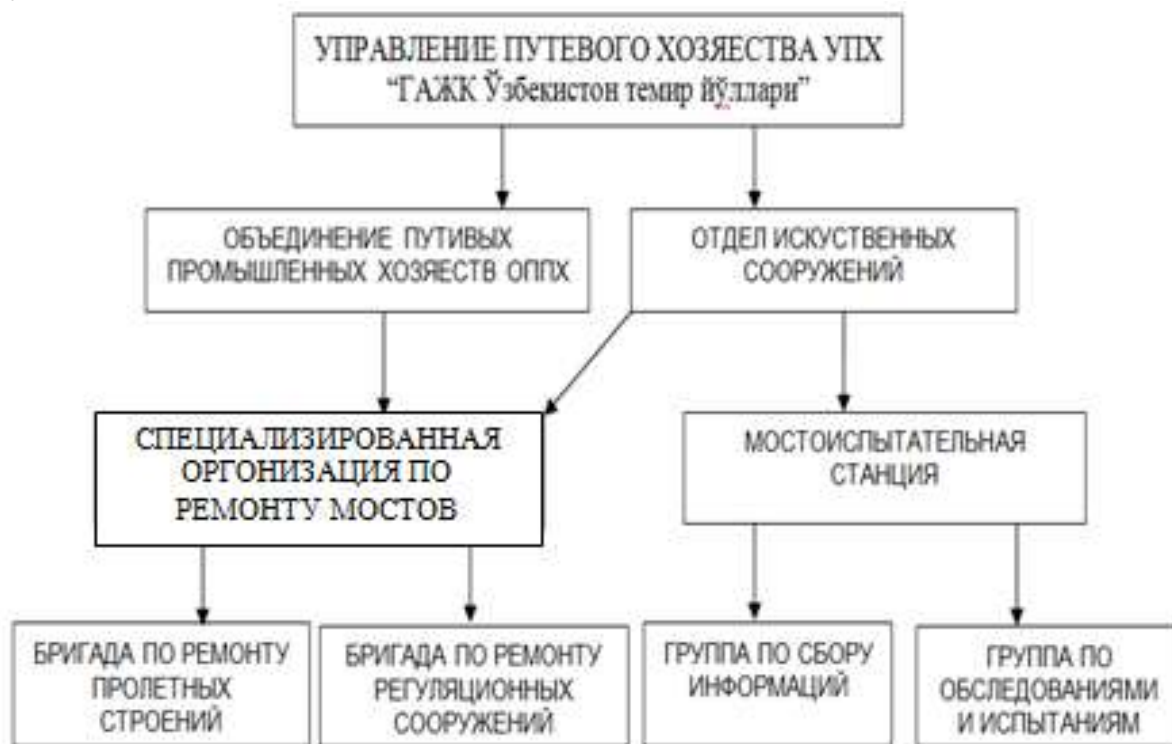 УПРАВЛЕНИЕ ПУТЕВОГО ХОЗЯЕСТВА УПХ
“ГАЖК Ўзбекистон темир йўллари”
ОБЪЕДИНЕНИЕ ПУТИВЫХ
ПРОМЫШЛЕННЫХ ХОЗЯЕСТВ ОППХ
ОТДЕЛ ИСКУСТВЕННЫХ
СООРУЖЕНИЙ
СПЕЦИАЛИЗИРОВАННАЯ
ОРГОНИЗАЦИЯ ПО
РЕМОНТУ МОСТОВ
МОСТОИСПЫТАТЕЛЬНАЯ
СТАНЦИЯ
БРИГАДА ПО РЕМОНТУ
ПРОЛЕТНЫХ
СТРОЕНИЙ
БРИГАДА ПО РЕМОНТУ
РЕГУЛЯЦИОННЫХ
СООРУЖЕНИЙ
ГРУППА ПО СБОРУ
ИНФОРМАЦИЙ
ГРУППА ПО
ОБСЛЕДОВАНИЯМИ
И ИСПЫТАНИЯМ